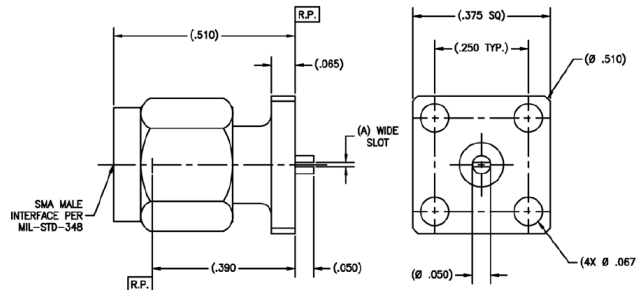 R.P.
(.510)
(.065)
(.375 SQ)
(.250 TYP.)
(Ø .510)
(A) WIDE
SLOT
SMA MALE
INTERFACE PER
MIL-STD-348
(.390)
(.050)
R.P.
(Ø .050)
(4X Ø .067